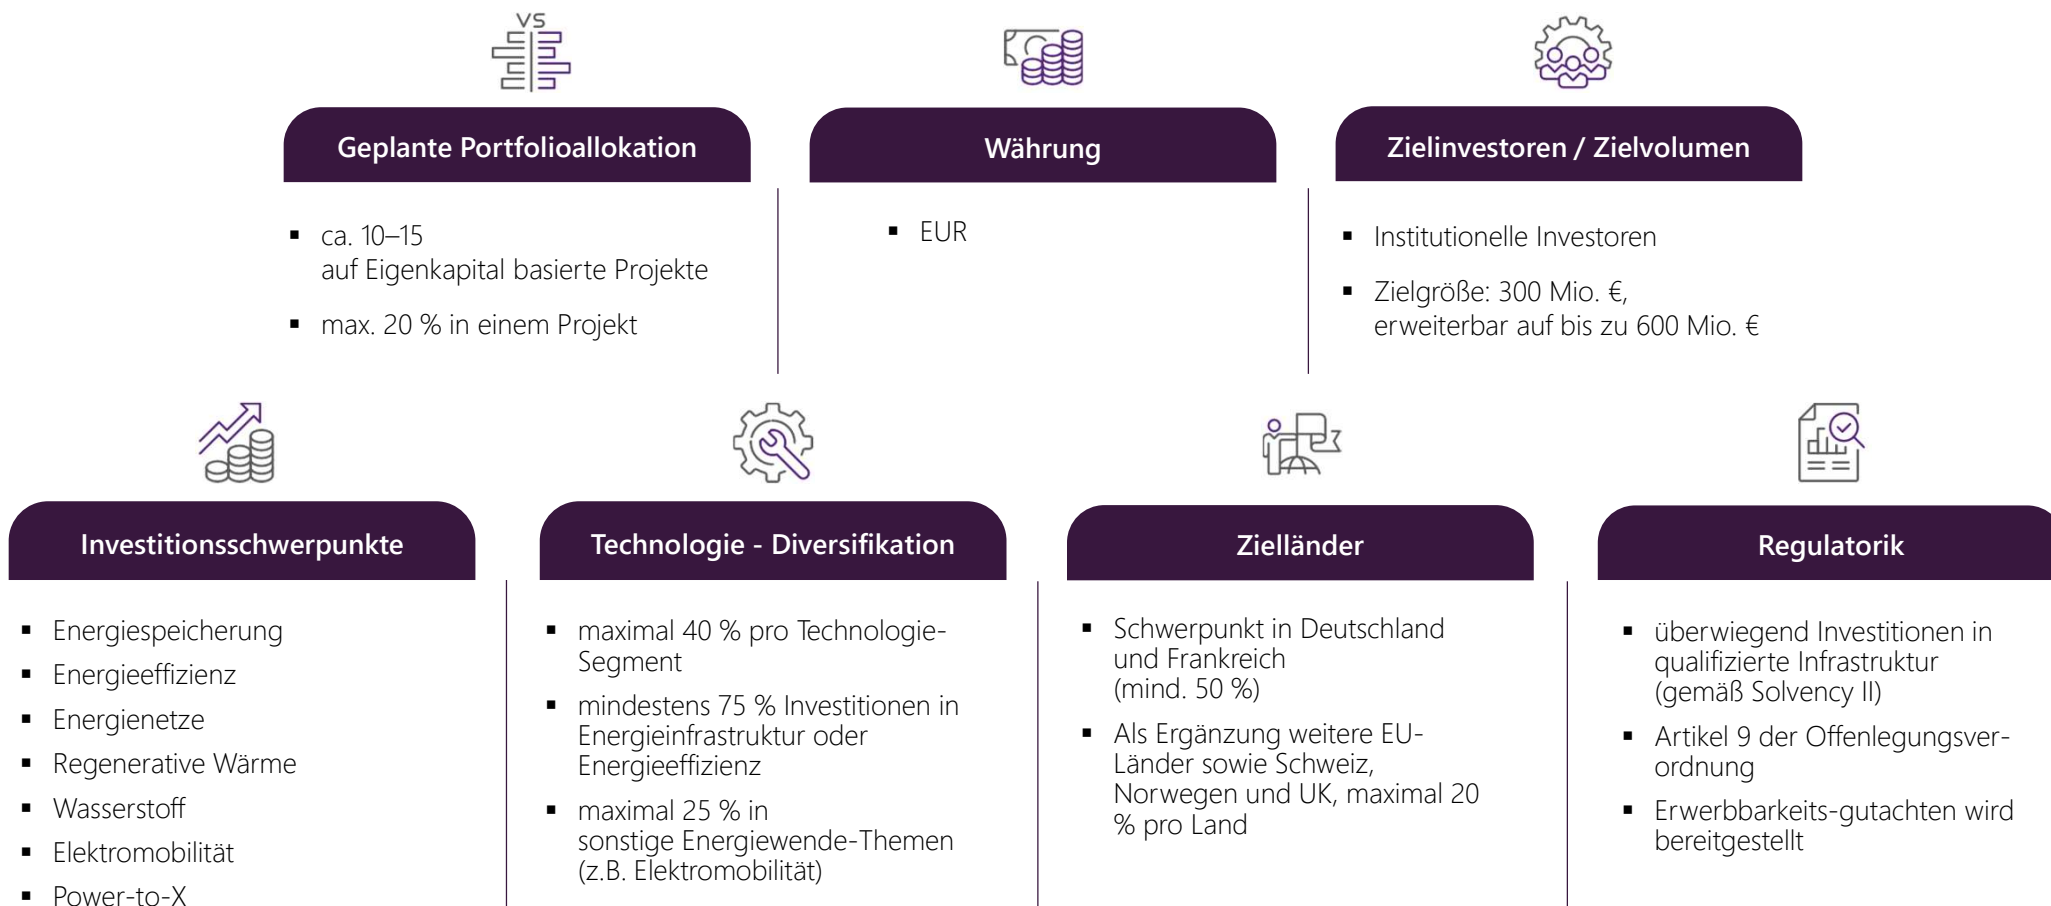 VS
Geplante Portfolioallokation
▪ ca. 10–15
auf Eigenkapital basierte Projekte
▪ max. 20 % in einem Projekt
Währung
▪ EUR
Zielinvestoren / Zielvolumen
▪ Institutionelle Investoren
▪ Zielgröße: 300 Mio. €,
erweiterbar auf bis zu 600 Mio. €
Investitionsschwerpunkte
▪ Energiespeicherung
▪ Energieeffizienz
▪ Energienetze
▪ Regenerative Wärme
▪ Wasserstoff
▪ Elektromobilität
▪ Power-to-X
Technologie - Diversifikation
▪ maximal 40 % pro Technologie-
Segment
▪ mindestens 75 % Investitionen in
Energieinfrastruktur oder
Energieeffizienz
▪ maximal 25 % in
sonstige Energiewende-Themen
(z.B. Elektromobilität)
Zielländer
▪ Schwerpunkt in Deutschland
und Frankreich
(mind. 50 %)
▪ Als Ergänzung weitere EU-
Länder sowie Schweiz,
Norwegen und UK, maximal 20
% pro Land
Regulatorik
▪ überwiegend Investitionen in
qualifizierte Infrastruktur
(gemäß Solvency II)
▪ Artikel 9 der Offenlegungsver-
ordnung
▪ Erwerbbarkeits-gutachten wird
bereitgestellt